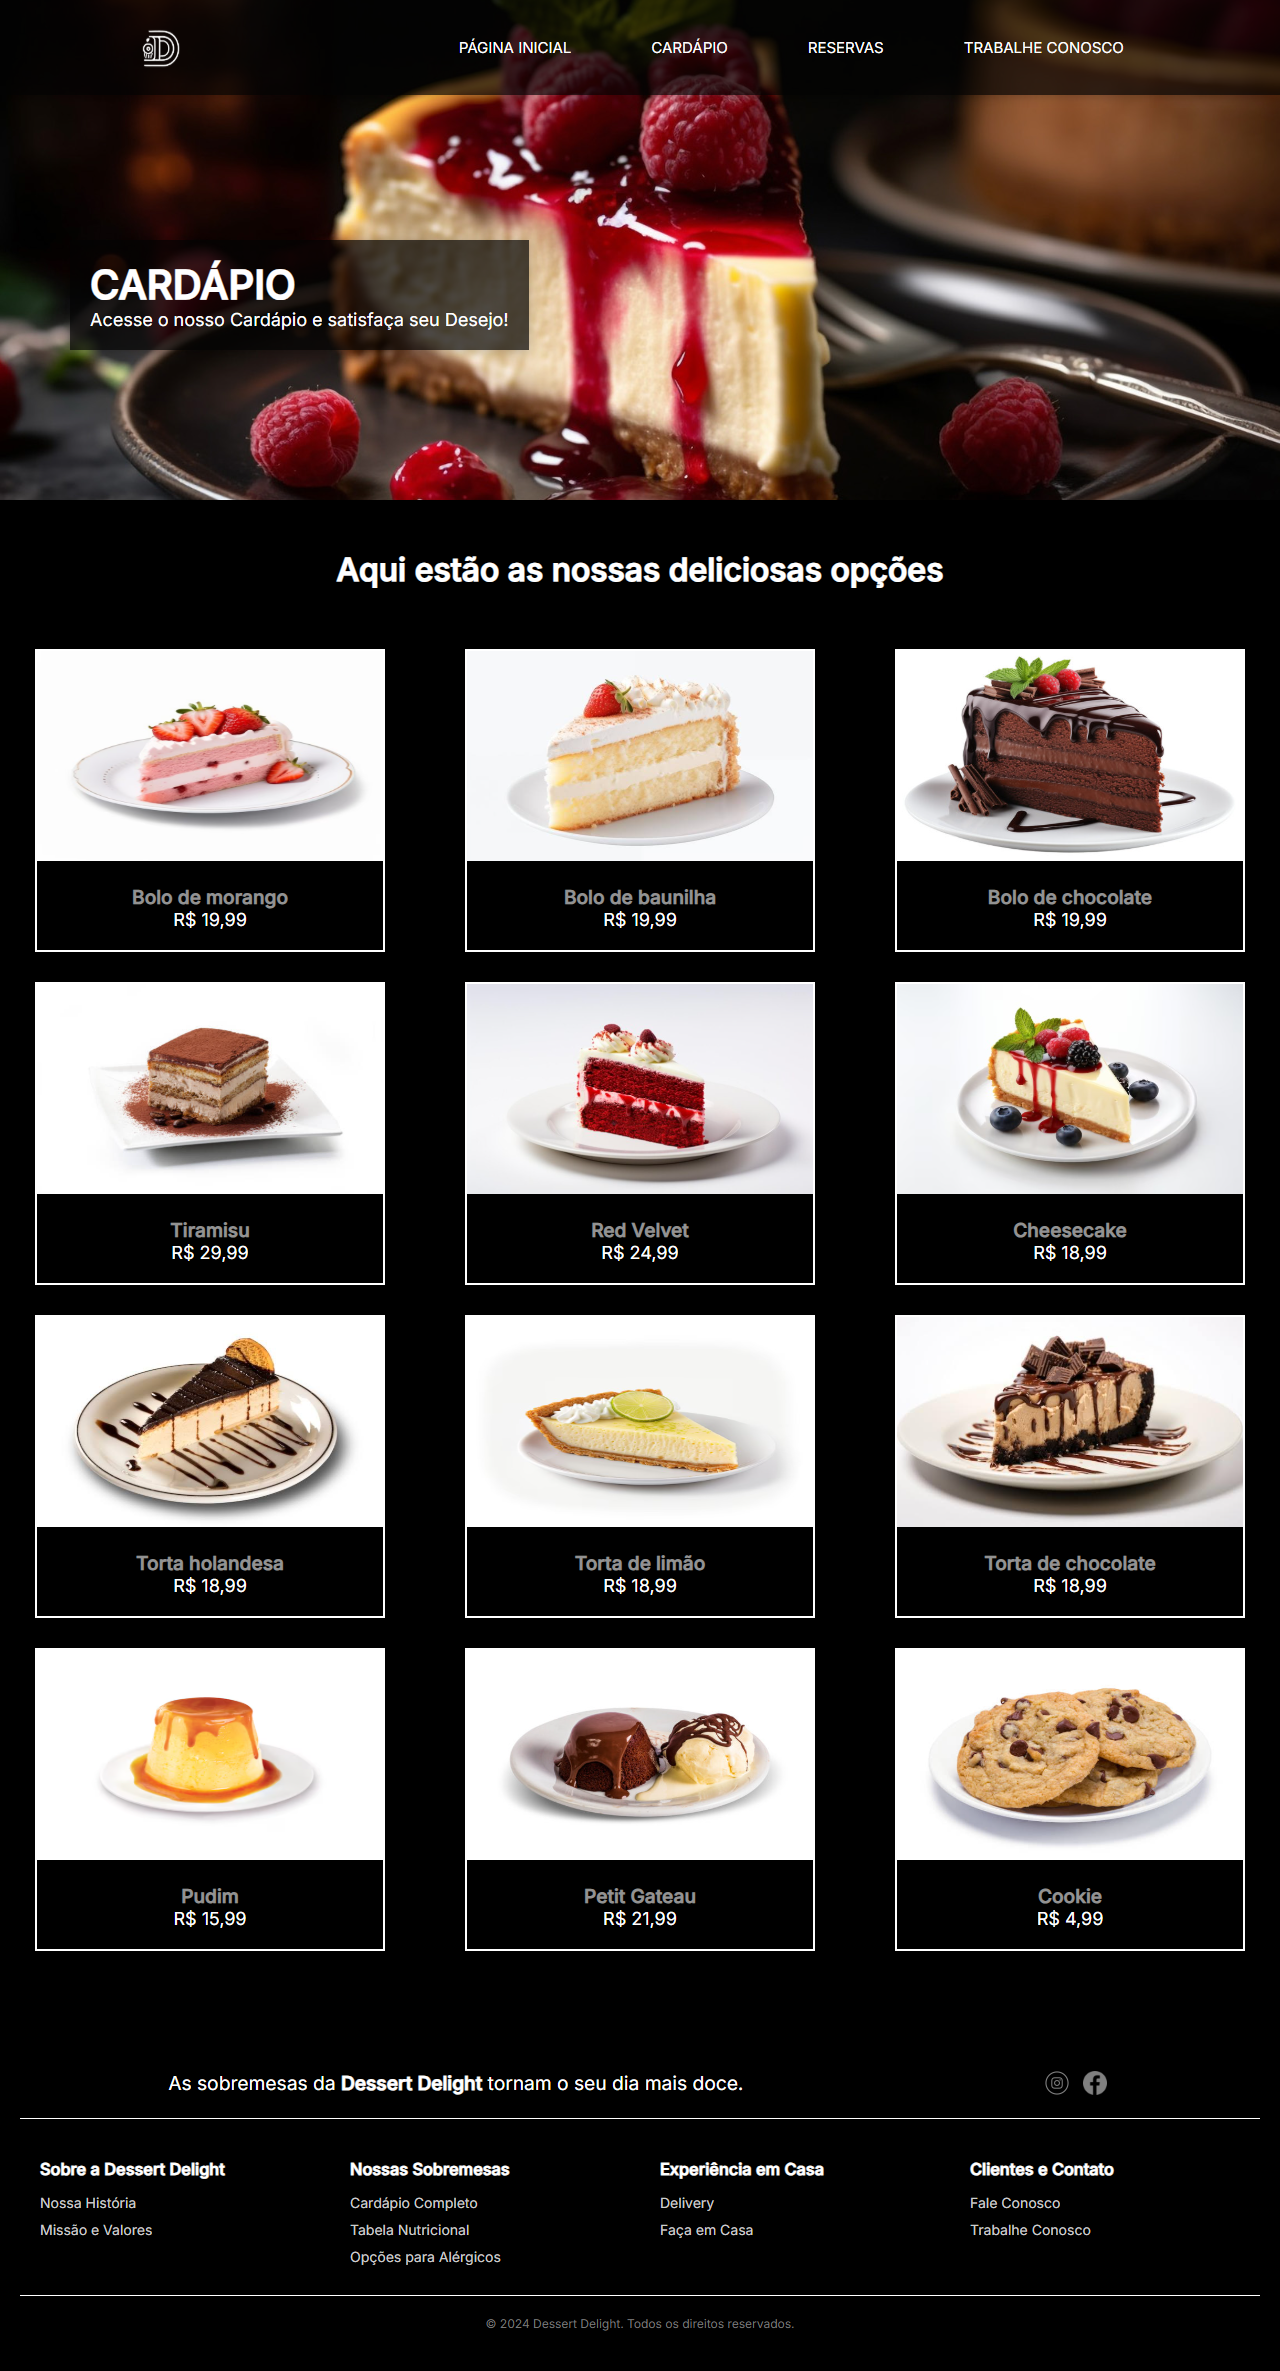 PÁGINA INICIAL CARDÁPIO RESERVAS TRABALHE CONOSCO
CARDÁPIO
Acesse o nosso Cardápio e satisfaça seu Desejo!
Aqui estão as nossas deliciosas opções
Bolo de morango
R$ 19,99
Bolo de baunilha
R$ 19,99
Bolo de chocolate
R$ 19,99
Tiramisu
R$ 29,99
Red Velvet
R$ 24,99
Cheesecake
R$ 18,99
Torta holandesa
R$ 18,99
Torta de limão
R$ 18,99
Torta de chocolate
R$ 18,99
Pudim
R$ 15,99
Petit Gateau
R$ 21,99
Cookie
R$ 4,99
As sobremesas da Dessert Delight tornam o seu dia mais doce.
Sobre a Dessert Delight
Nossa História
Missão e Valores
Nossas Sobremesas
Cardápio Completo
Tabela Nutricional
Opções para Alérgicos
Experiência em Casa
Delivery
Faça em Casa
Clientes e Contato
Fale Conosco
Trabalhe Conosco
© 2024 Dessert Delight. Todos os direitos reservados.